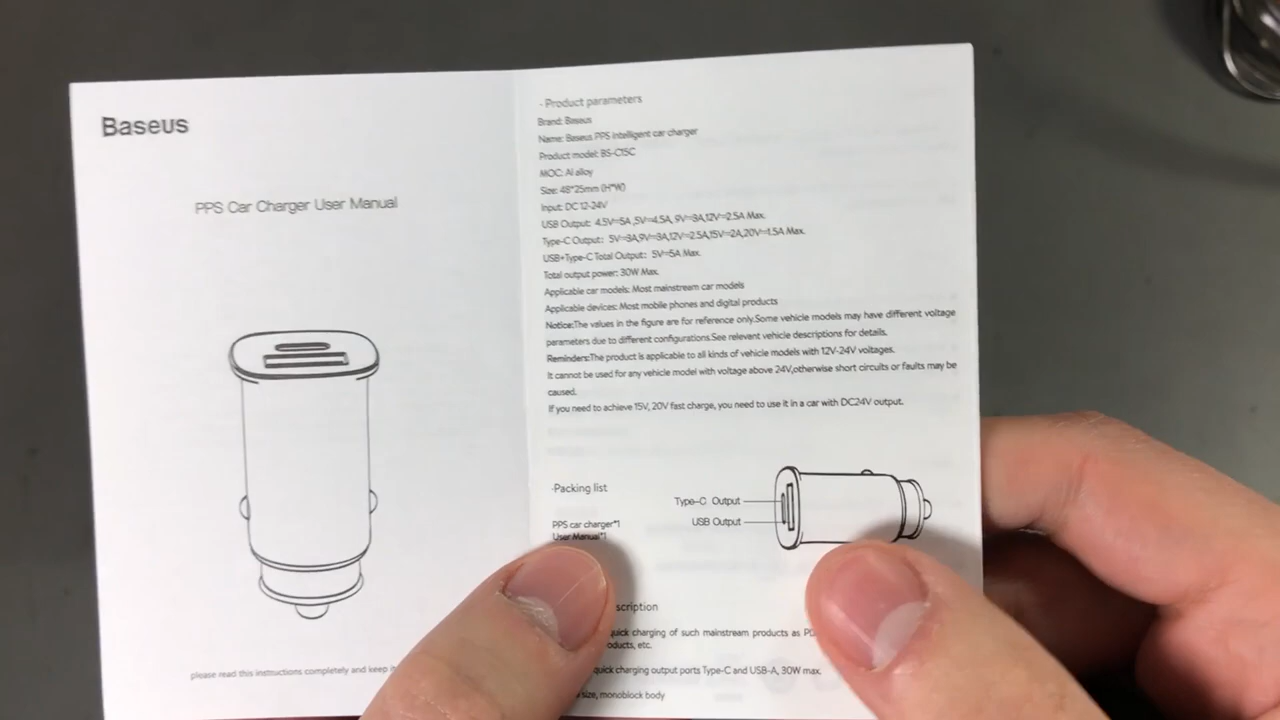 Baseus
PPS Car Charger User Manual
please read this instructions completely and keep
· Product parameters
Brand: Baseus
Name: Baseus PPS intelligent car charger
Product model: BS-C15C
MOC: Al alloy
Size: 48*25mm (H*W)
Input: DC 12-24V
USB Output: 4.5V=5A ,5V=4.5A, 9V=3A,12V=2.5A Max.
Type-C Output: 5V=3A,9V=3A,12V=2.5A,15V=2A,20V=1.5A Max.
USB+Type-C Total Output: 5V=5A Max.
Total output power: 30W Max.
Applicable car models: Most mainstream car models
Applicable devices: Most mobile phones and digital products
Notice:The values in the figure are for reference only.Some vehicle models may have different voltage
parameters due to different configurations.See relevant vehicle descriptions for details.
Reminders:The product is applicable to all kinds of vehicle models with 12V-24V voltages.
It cannot be used for any vehicle model with voltage above 24V,otherwise short circuits or faults may be
caused.
If you need to achieve 15V, 20V fast charge, you need to use it in a car with DC24V output.
·Packing list
PPS car charger*1
User Manual*1
Type-C Output
USB Output
scription
quick charging of such mainstream products as
oducts, etc.
quick charging output ports Type-C and USB-A, 30W max.
size, monoblock body